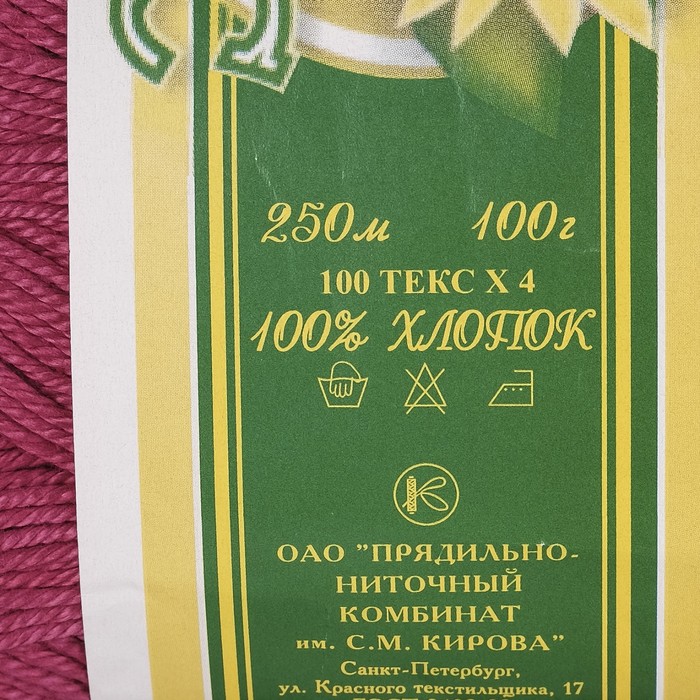 250м 100г
100 ТЕКС X 4
100% ХЛОПОК
ОАО "ПРЯДИЛЬНО-
НИТОЧНЫЙ
КОМБИНАТ
им. С.М. КИРОВА"
Санкт-Петербург,
ул. Красного текстильщика, 17